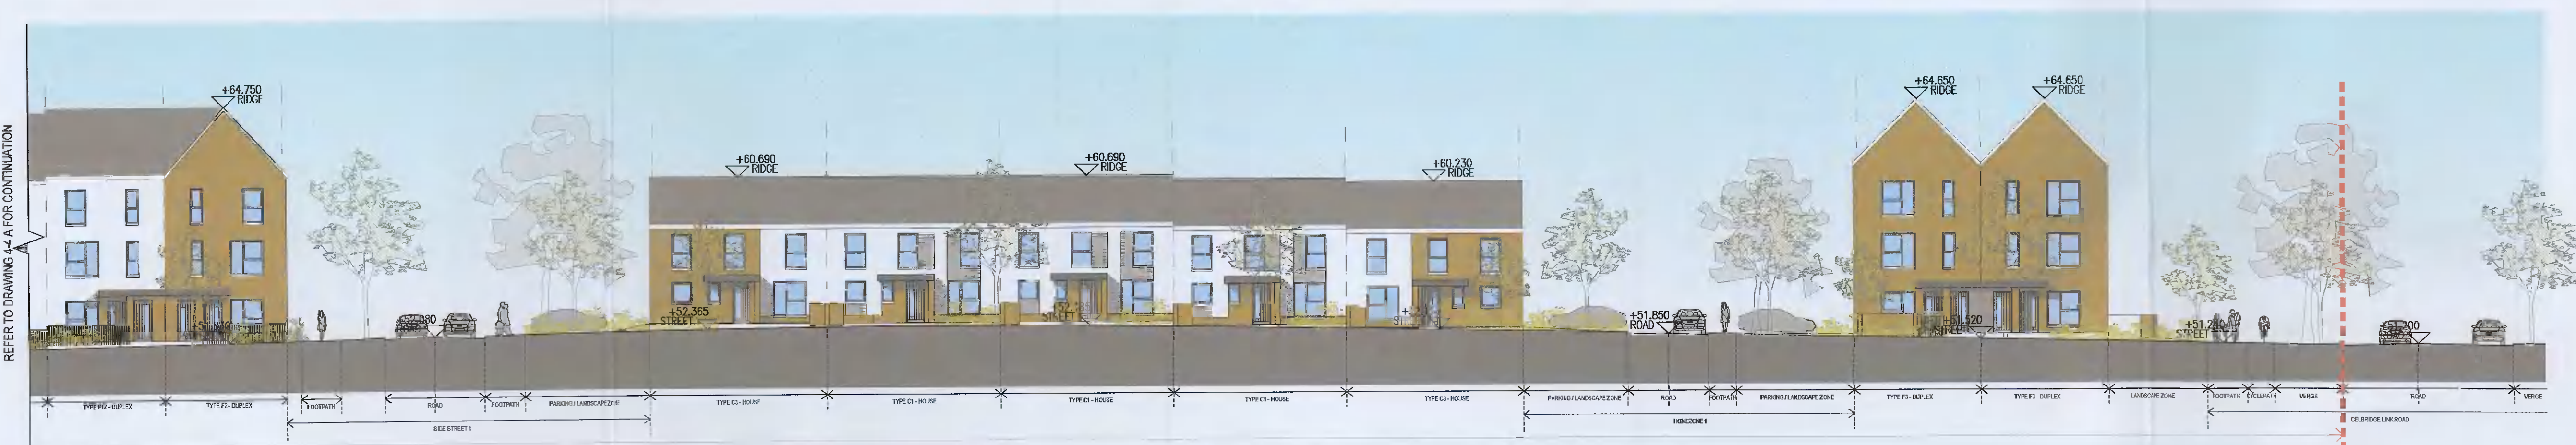 REFER TO DRAWING 4-4 A FOR CONTINUATION
+64.750
RIDGE
+60.690
RIDGE
+60.690
RIDGE
+60.230
RIDGE
+64.650
RIDGE
+64.650
RIDGE
+52.365
STREET
+51.850
ROAD
+51.520
STREET
STREET
+51.200
TYPE F2 - DUPLEX
FOOTPATH
ROAD
FOOTPATH
PARKING / LANDSCAPE ZONE
TYPE C3 - HOUSE
TYPE C1 - HOUSE
TYPE C1 - HOUSE
TYPE C1 - HOUSE
TYPE C3 - HOUSE
PARKING / LANDSCAPE ZONE
ROAD
FOOTPATH
PARKING / LANDSCAPE ZONE
TYPE F3 - DUPLEX
TYPE F3 - DUPLEX
LANDSCAPE ZONE
FOOTPATH
CYCLEPATH
VERGE
ROAD
VERGE
SIDE STREET 1
HOMEZONE 1
CELBRIDGE LINK ROAD